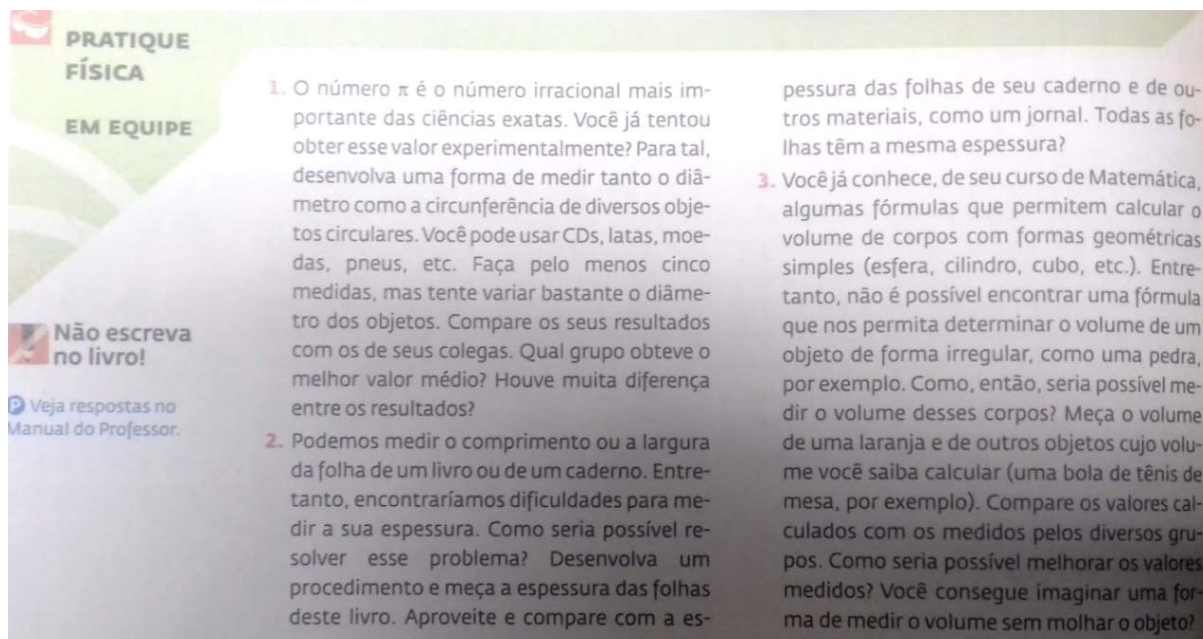 PRATIQUE
FÍSICA
EM EQUIPE
Não escreva
no livro!
P Veja respostas no
Manual do Professor.
1. O número π é o número irracional mais im-
portante das ciências exatas. Você já tentou
obter esse valor experimentalmente? Para tal,
desenvolva uma forma de medir tanto o diâ-
metro como a circunferência de diversos obje-
tos circulares. Você pode usar CDs, latas, moe-
das, pneus, etc. Faça pelo menos cinco
medidas, mas tente variar bastante o diâme-
tro dos objetos. Compare os seus resultados
com os de seus colegas. Qual grupo obteve o
melhor valor médio? Houve muita diferença
entre os resultados?
2. Podemos medir o comprimento ou a largura
da folha de um livro ou de um caderno. Entre-
tanto, encontraríamos dificuldades para me-
dir a sua espessura. Como seria possível re-
solver esse problema? Desenvolva um
procedimento e meça a espessura das folhas
deste livro. Aproveite e compare com a es-
pessura das folhas de seu caderno e de ou-
tros materiais, como um jornal. Todas as fo-
lhas têm a mesma espessura?
3. Você já conhece, de seu curso de Matemática,
algumas fórmulas que permitem calcular o
volume de corpos com formas geométricas
simples (esfera, cilindro, cubo, etc.). Entre-
tanto, não é possível encontrar uma fórmula
que nos permita determinar o volume de um
objeto de forma irregular, como uma pedra,
por exemplo. Como, então, seria possível me-
dir o volume desses corpos? Meça o volume
de uma laranja e de outros objetos cujo volu-
me você saiba calcular (uma bola de tênis de
mesa, por exemplo). Compare os valores cal-
culados com os medidos pelos diversos gru-
pos. Como seria possível melhorar os valores
medidos? Você consegue imaginar uma for-
ma de medir o volume sem molhar o objeto?